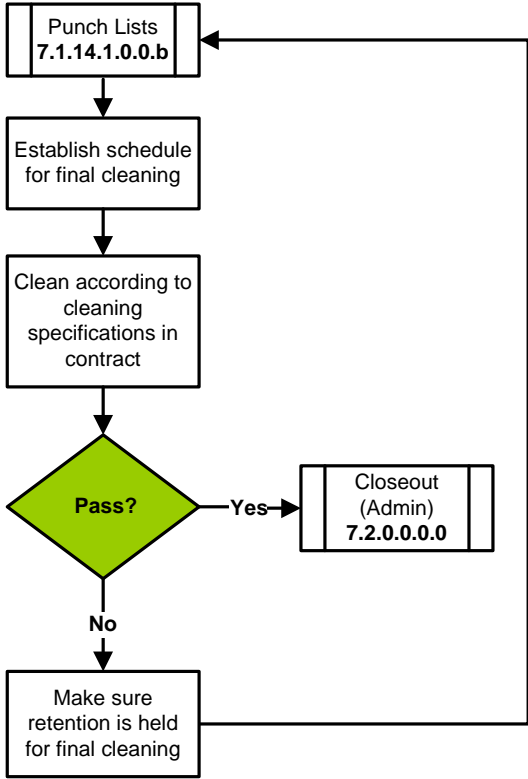 Punch Lists
7.1.14.1.0.0.b
Establish schedule
for final cleaning
Clean according to
cleaning
specifications in
contract
Pass?
Yes
Closeout
(Admin)
7.2.0.0.0.0
No
Make sure
retention is held
for final cleaning